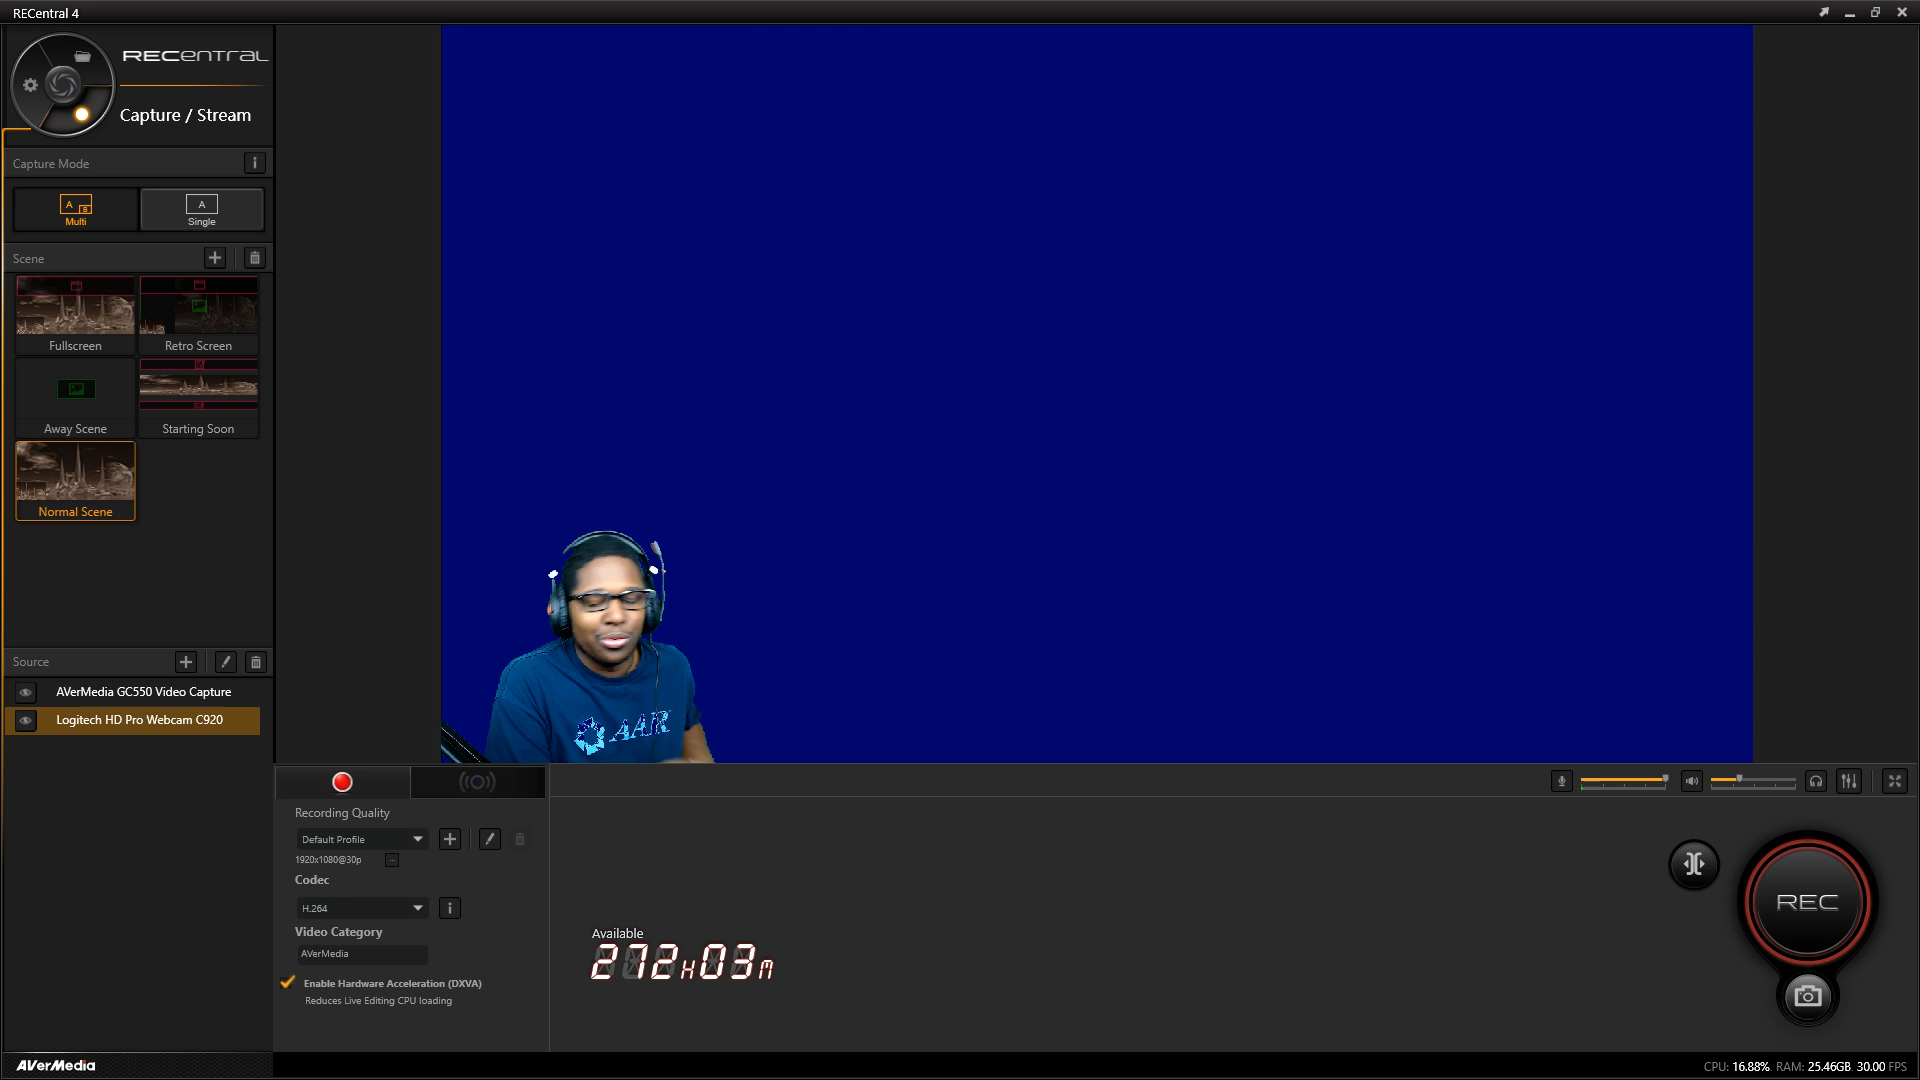 RECentral 4
RECentral
Capture / Stream
Capture Mode
i
A B
Multi
A
Single
Scene
Fullscreen
Retro Screen
Away Scene
Starting Soon
Normal Scene
Source
AVerMedia GC550 Video Capture
Logitech HD Pro Webcam C920
AAR
Recording Quality
Default Profile
1920x1080@30p
...
Codec
H.264
i
Video Category
AVerMedia
Enable Hardware Acceleration (DXVA)
Reduces Live Editing CPU loading
Available
272H03M
REC
AVerMedia
CPU: 16.88% RAM: 25.46GB 30.00 FPS